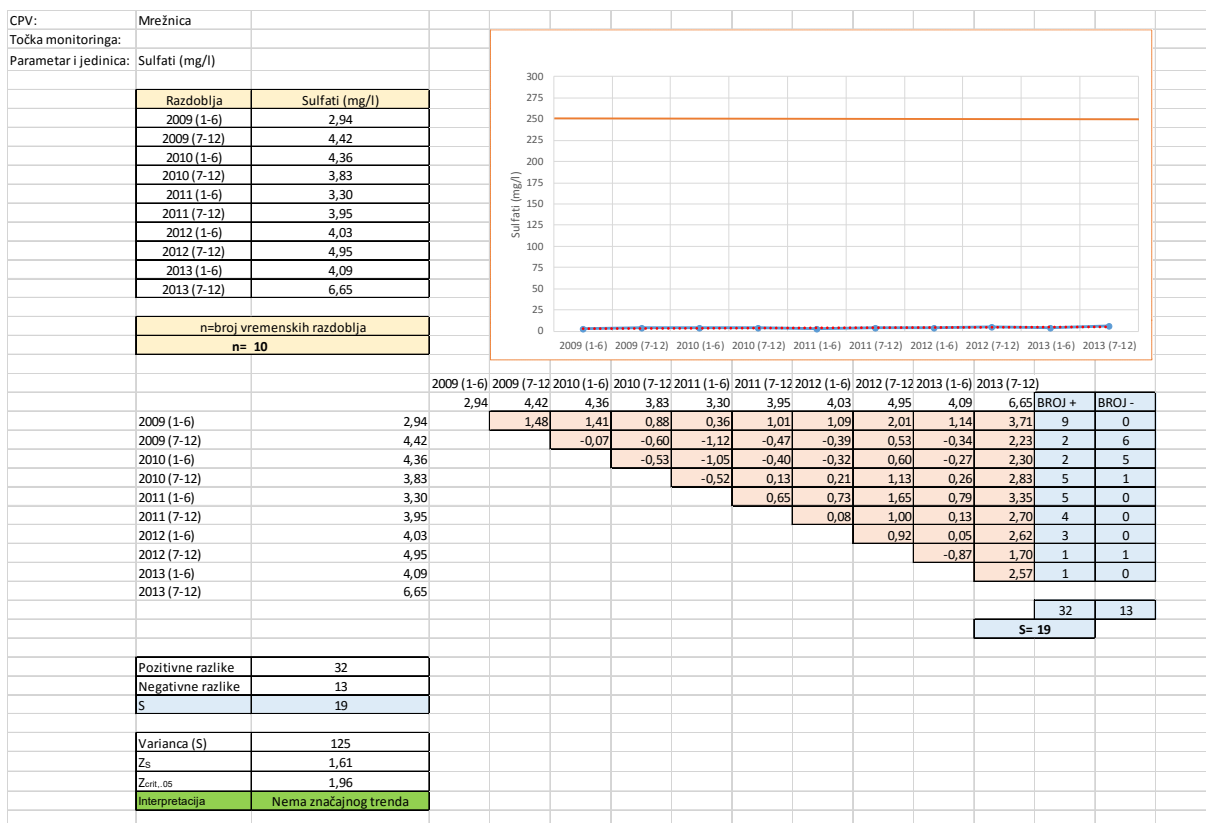 CPV: Mrežnica
Točka monitoringa:
Parametar i jedinica: Sulfati (mg/l)
Razdoblja Sulfati (mg/l)
2009 (1-6) 2,94
2009 (7-12) 4,42
2010 (1-6) 4,36
2010 (7-12) 3,83
2011 (1-6) 3,30
2011 (7-12) 3,95
2012 (1-6) 4,03
2012 (7-12) 4,95
2013 (1-6) 4,09
2013 (7-12) 6,65
n=broj vremenskih razdoblja
n= 10
Sulfati (mg/l)
300
275
250
225
200
175
150
125
100
75
50
25
0
2009 (1-6) 2009 (7-12) 2010 (1-6) 2010 (7-12) 2011 (1-6) 2011 (7-12) 2012 (1-6) 2012 (7-12) 2013 (1-6) 2013 (7-12)
2009 (1-6) 2009 (7-12 2010 (1-6) 2010 (7-12 2011 (1-6) 2011 (7-12 2012 (1-6) 2012 (7-12 2013 (1-6) 2013 (7-12)
2,94 4,42 4,36 3,83 3,30 3,95 4,03 4,95 4,09 6,65 BROJ + BROJ -
2009 (1-6) 2,94 1,48 1,41 0,88 0,36 1,01 1,09 2,01 1,14 3,71 9 0
2009 (7-12) 4,42 -0,07 -0,60 -1,12 -0,47 -0,39 0,53 -0,34 2,23 2 6
2010 (1-6) 4,36 -0,53 -1,05 -0,40 -0,32 0,60 -0,27 2,30 2 5
2010 (7-12) 3,83 -0,52 0,13 0,21 1,13 0,26 2,83 5 1
2011 (1-6) 3,30 0,65 0,73 1,65 0,79 3,35 5 0
2011 (7-12) 3,95 0,08 1,00 0,13 2,70 4 0
2012 (1-6) 4,03 0,92 0,05 2,62 3 0
2012 (7-12) 4,95 -0,87 1,70 1 1
2013 (1-6) 4,09 2,57 1 0
2013 (7-12) 6,65
32 13
S= 19
Pozitivne razlike 32
Negativne razlike 13
S 19
Varianca (S) 125
Zs 1,61
Zcrit,.05 1,96
Interpretacija Nema značajnog trenda